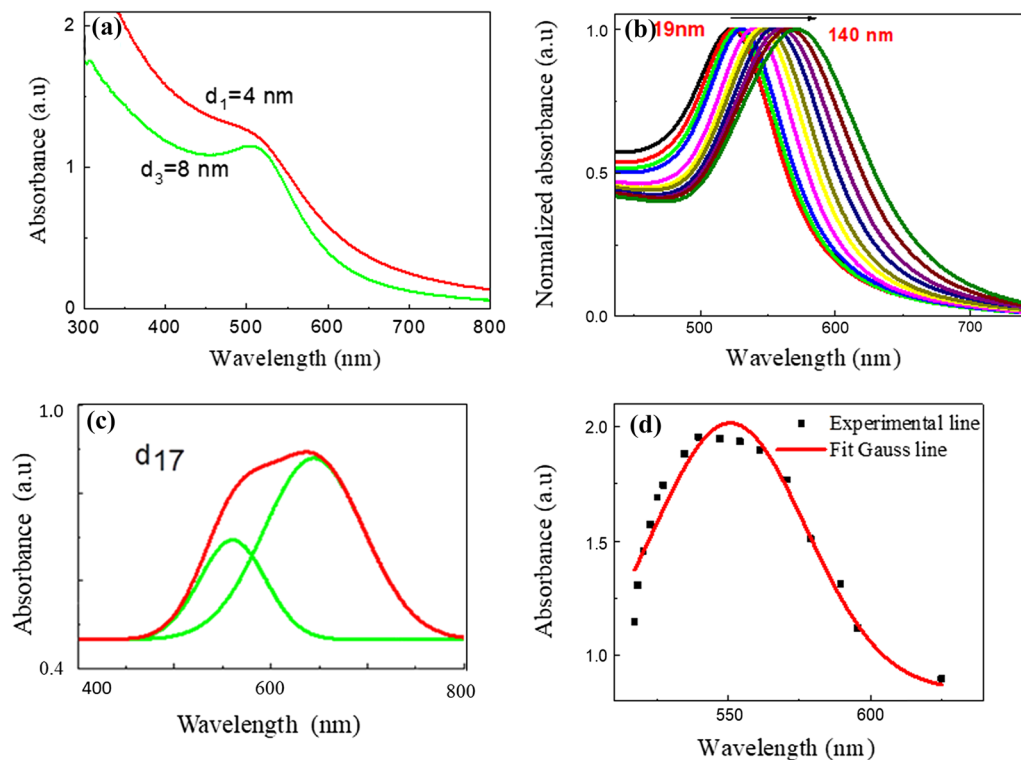 (a)
2
1
0
d1=4 nm
d3=8 nm
Absorbance (a.u)
300 400 500 600 700 800
Wavelength (nm)
(b)
19nm
140 nm
1.0
0.5
0.0
Normalized absorbance (a.u)
500 600 700
Wavelength (nm)
(c)
1.0
d17
0.4
Absorbance (a.u)
400 600 800
Wavelength (nm)
(d)
Experimental line
Fit Gauss line
2.0
1.5
1.0
Absorbance (a.u)
550 600
Wavelength (nm)